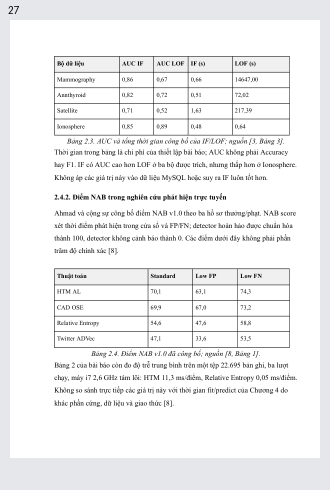 27
Bộ dữ liệu AUC IF AUC LOF IF (s) LOF (s)
Mammography 0,86 0,67 0,66 14647,00
Annthyroid 0,82 0,72 0,51 72,02
Satellite 0,71 0,52 1,63 217,39
Ionosphere 0,85 0,89 0,48 0,64
Bảng 2.3. AUC và tổng thời gian công bố của IF/LOF; nguồn [3, Bảng 3].
Thời gian trong bảng là chi phí của thiết lập bài báo; AUC không phải Accuracy
hay F1. IF có AUC cao hơn LOF ở ba bộ được trích, nhưng thấp hơn ở Ionosphere.
Không áp các giá trị này vào dữ liệu MySQL hoặc suy ra IF luôn tốt hơn.
2.4.2. Điểm NAB trong nghiên cứu phát hiện trực tuyến
Ahmad và cộng sự công bố điểm NAB v1.0 theo ba hồ sơ thưởng/phạt. NAB score
xét thời điểm phát hiện trong cửa sổ và FP/FN; detector hoàn hảo được chuẩn hóa
thành 100, detector không cảnh báo thành 0. Các điểm dưới đây không phải phần
trăm độ chính xác [8].
Thuật toán Standard Low FP Low FN
HTM AL 70,1 63,1 74,3
CAD OSE 69,9 67,0 73,2
Relative Entropy 54,6 47,6 58,8
Twitter ADVec 47,1 33,6 53,5
Bảng 2.4. Điểm NAB v1.0 đã công bố; nguồn [8, Bảng 1].
Bảng 2 của bài báo còn đo độ trễ trung bình trên một tệp 22.695 bản ghi, ba lượt
chạy, máy i7 2,6 GHz tám lõi: HTM 11,3 ms/điểm, Relative Entropy 0,05 ms/điểm.
Không so sánh trực tiếp các giá trị này với thời gian fit/predict của Chương 4 do
khác phần cứng, dữ liệu và giao thức [8].